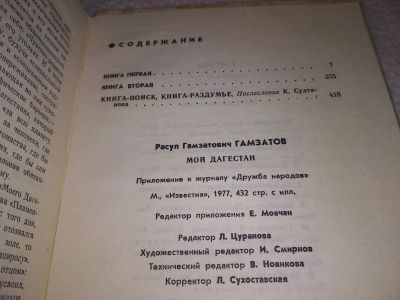 СОДЕРЖАНИЕ
КНИГА ПЕРВАЯ 7
КНИГА ВТОРАЯ 235
КНИГА-ПОИСК, КНИГА-РАЗДУМЬЕ. Послесловие К. Султа-
нова 418
Расул Гамзатович ГАМЗАТОВ
МОЙ ДАГЕСТАН
Приложение к журналу «Дружба народов»
М., «Известия», 1977, 432 стр. с илл.
Редактор приложения Е. Мовчан
Редактор Л. Цуранова
Художественный редактор И. Смирнов
Технический редактор В. Новикова
Корректор Л. Сухоставская